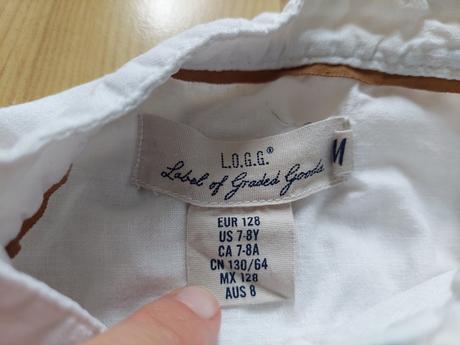 L.O.G.G.®
Label of Graded Goods
EUR 128
US 7-8Y
CA 7-8A
CN 130/64
MX 128
AUS 8